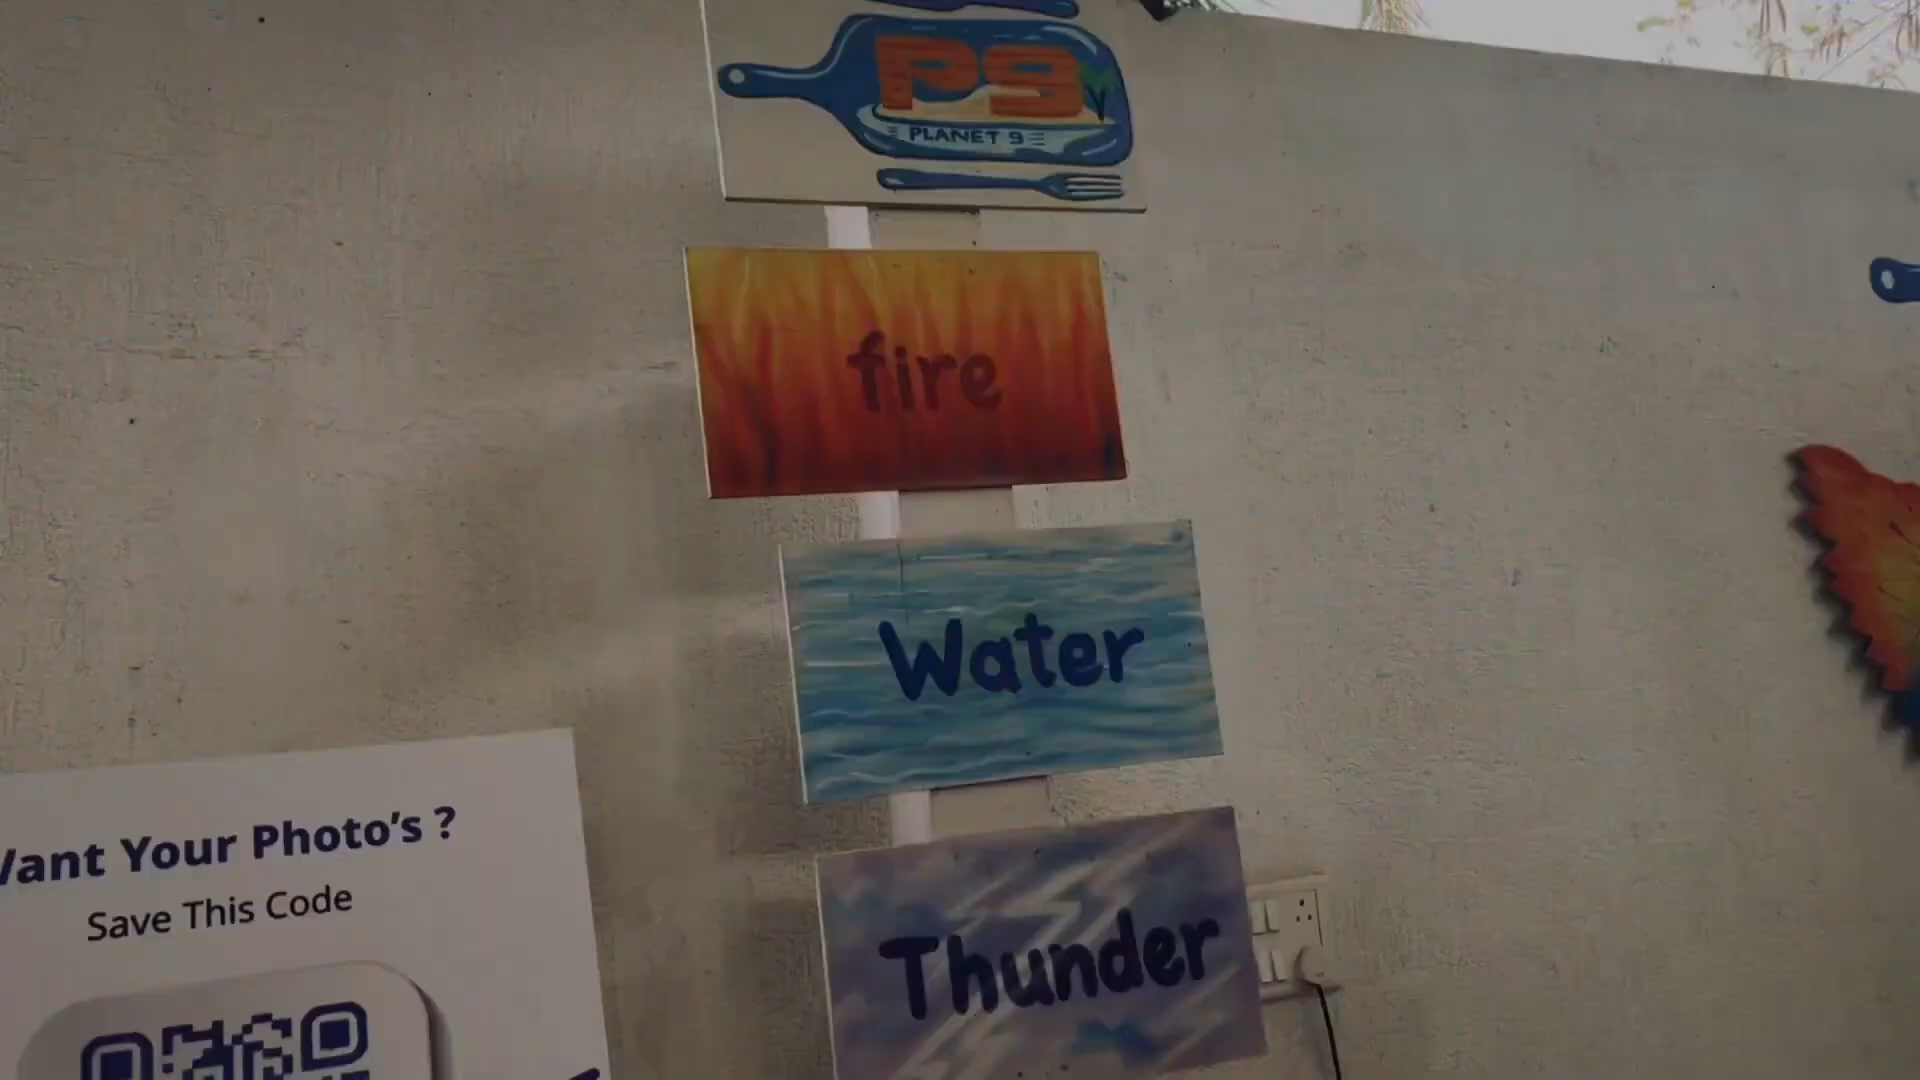 P9
PLANET 9
fire
Water
Thunder
Want Your Photo's ?
Save This Code